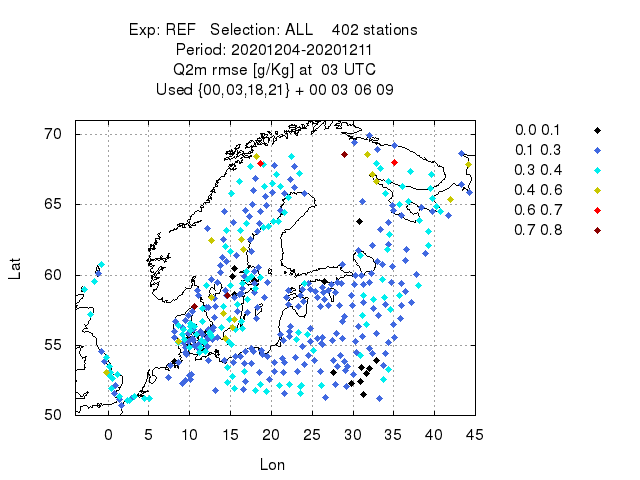 Exp: REF Selection: ALL 402 stations
Period: 20201204-20201211
Q2m rmse [g/Kg] at 03 UTC
Used {00,03,18,21} + 00 03 06 09
70
65
60
55
50
Lat
0 5 10 15 20 25 30 35 40 45
Lon
0.0 0.1
0.1 0.3
0.3 0.4
0.4 0.6
0.6 0.7
0.7 0.8